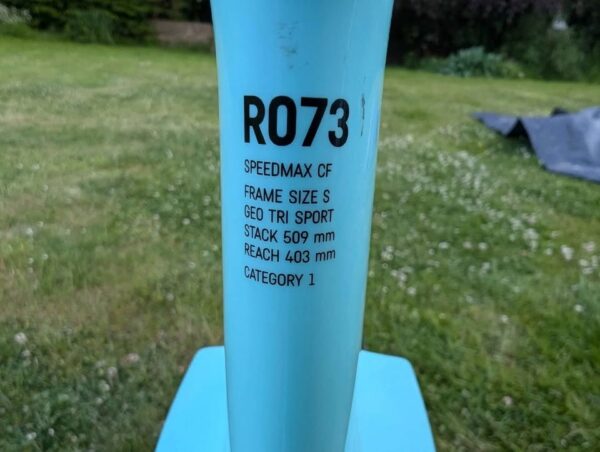 R073
SPEEDMAX CF
FRAME SIZE S
GEO TRI SPORT
STACK 509 mm
REACH 403 mm
CATEGORY 1